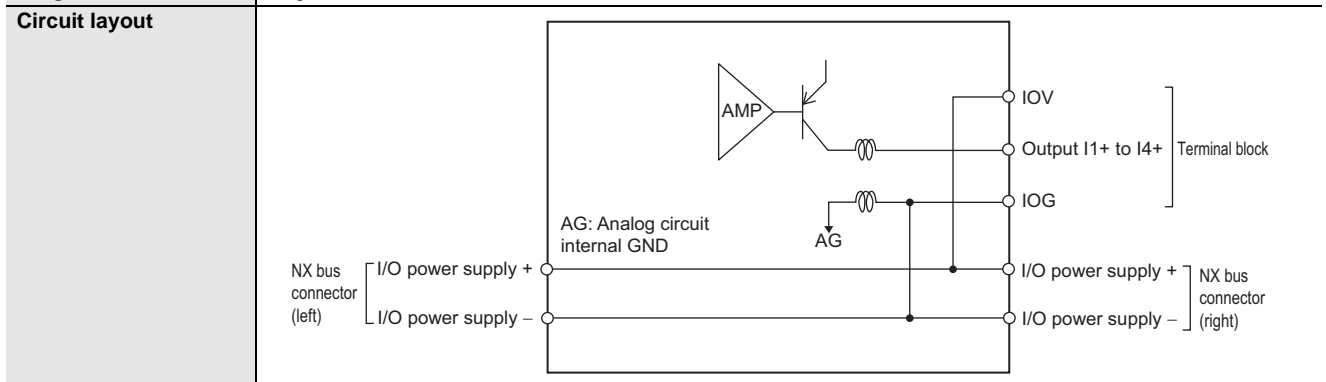 Circuit layout
AMP
IOV
Output I1+ to I4+
Terminal block
IOG
AG: Analog circuit
internal GND
AG
NX bus
connector
(left)
I/O power supply +
I/O power supply −
I/O power supply +
I/O power supply −
NX bus
connector
(right)